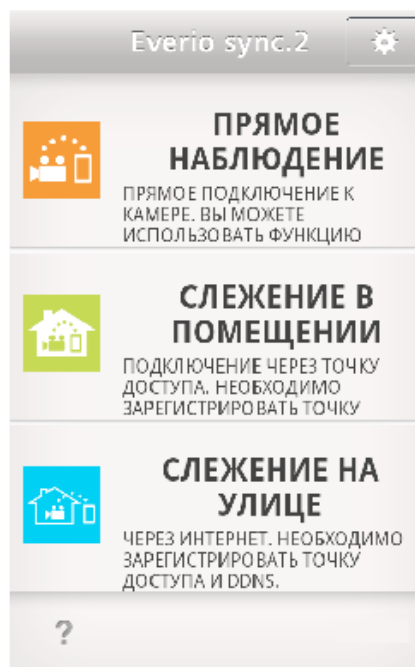 Everio sync.2
ПРЯМОЕ
НАБЛЮДЕНИЕ
ПРЯМОЕ ПОДКЛЮЧЕНИЕ К
КАМЕРЕ. ВЫ МОЖЕТЕ
ИСПОЛЬЗОВАТЬ ФУНКЦИЮ
СЛЕЖЕНИЕ В
ПОМЕЩЕНИИ
ПОДКЛЮЧЕНИЕ ЧЕРЕЗ ТОЧКУ
ДОСТУПА. НЕОБХОДИМО
ЗАРЕГИСТРИРОВАТЬ ТОЧКУ
СЛЕЖЕНИЕ НА
УЛИЦЕ
ЧЕРЕЗ ИНТЕРНЕТ. НЕОБХОДИМО
ЗАРЕГИСТРИРОВАТЬ ТОЧКУ
ДОСТУПА И DDNS.
?